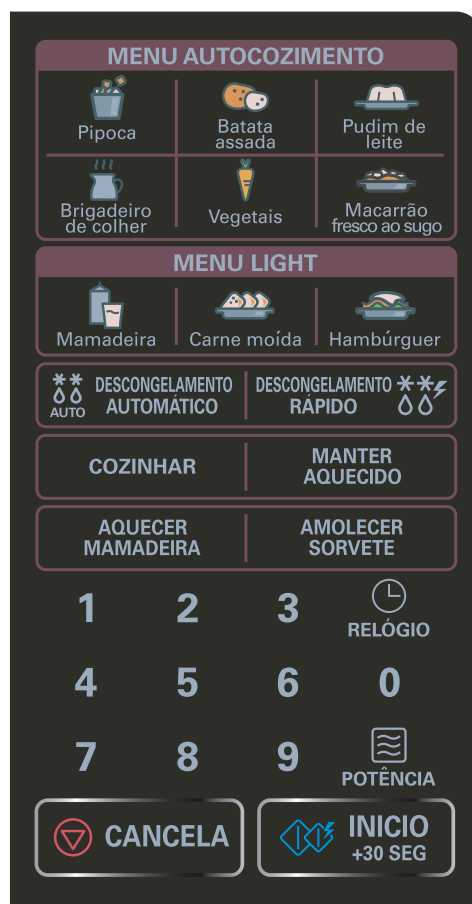 MENU AUTOCOZIMENTO
Pipoca
Batata
assada
Pudim de
leite
Brigadeiro
de colher
Vegetais
Macarrão
fresco ao sugo
MENU LIGHT
Mamadeira
Carne moída
Hambúrguer
AUTO
DESCONGELAMENTO
AUTOMÁTICO
DESCONGELAMENTO
RÁPIDO
COZINHAR
MANTER
AQUECIDO
AQUECER
MAMADEIRA
AMOLECER
SORVETE
1 2 3
RELÓGIO
4 5 6 0
7 8 9
POTÊNCIA
CANCELA
INICIO
+30 SEG